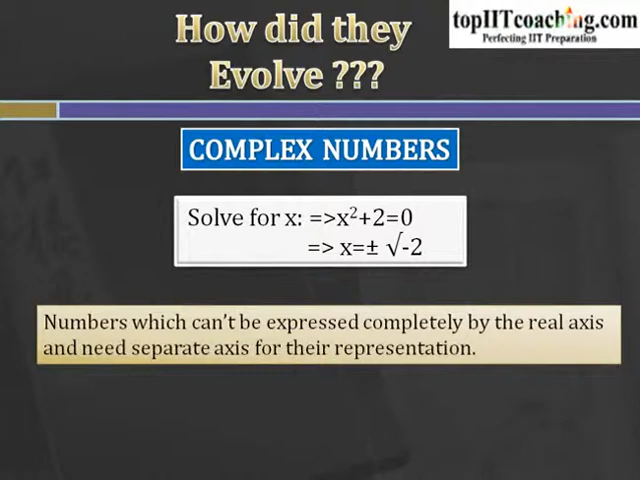 How did they
Evolve ???
topIITcoaching.com
Perfecting IIT Preparation
COMPLEX NUMBERS
Solve for x: =>x²+2=0
=> x=± √-2
Numbers which can't be expressed completely by the real axis
and need separate axis for their representation.